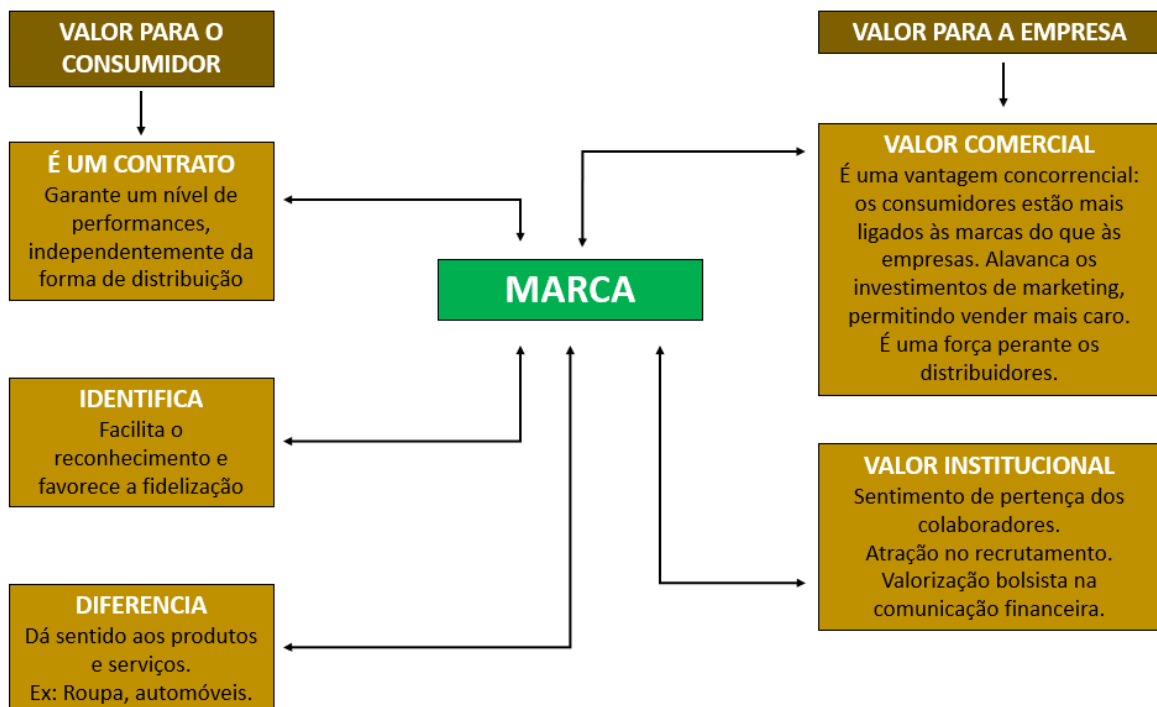 VALOR PARA O
CONSUMIDOR
É UM CONTRATO
Garante um nível de
performances,
independentemente da
forma de distribuição
IDENTIFICA
Facilita o
reconhecimento e
favorece a fidelização
DIFERENCIA
Dá sentido aos produtos
e serviços.
Ex: Roupa, automóveis.
MARCA
VALOR PARA A EMPRESA
VALOR COMERCIAL
É uma vantagem concorrencial:
os consumidores estão mais
ligados às marcas do que às
empresas. Alavanca os
investimentos de marketing,
permitindo vender mais caro.
É uma força perante os
distribuidores.
VALOR INSTITUCIONAL
Sentimento de pertença dos
colaboradores.
Atração no recrutamento.
Valorização bolsista na
comunicação financeira.